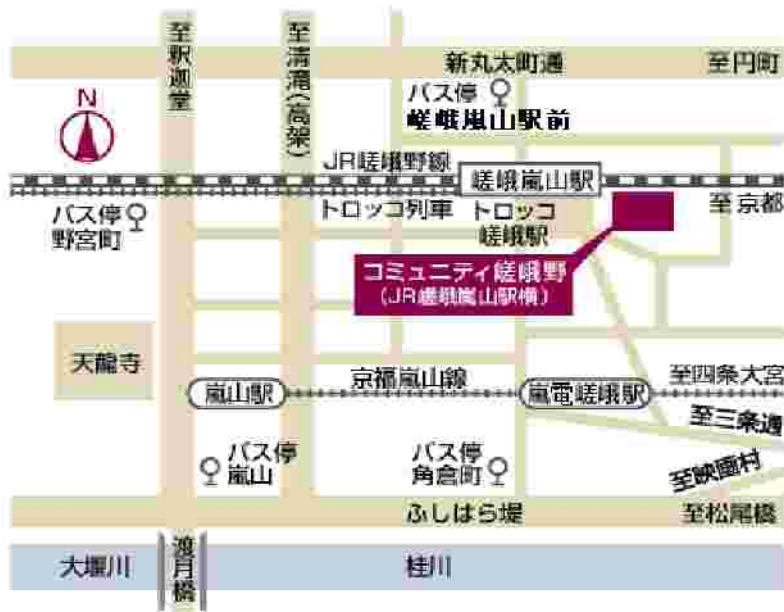 至釈迦堂
至清滝(高架)
新丸太町通
至円町
N
バス停
嵯峨嵐山駅前
JR嵯峨野線
嵯峨嵐山駅
バス停
野宮町
トロッコ列車
トロッコ
嵯峨駅
至京都
コミュニティ嵯峨野
(JR嵯峨嵐山駅横)
天龍寺
嵐山駅
京福嵐山線
嵐電嵯峨駅
至四条大宮
至三条通
バス停
嵐山
バス停
角倉町
至映画村
ふしはら堤
至松尾橋
大堰川
渡月橋
桂川